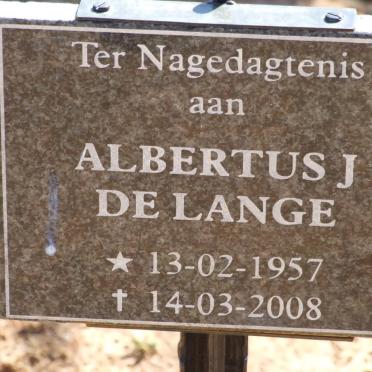 Ter Nagedagtenis
aan
ALBERTUS J
DE LANGE
★ 13-02-1957
✝ 14-03-2008